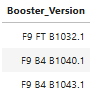 Booster_Version
F9 FT B1032.1
F9 B4 B1040.1
F9 B4 B1043.1